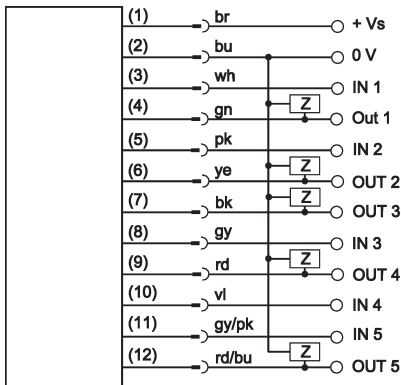 (1) br + Vs
(2) bu 0 V
(3) wh IN 1
Z
(4) gn Out 1
(5) pk IN 2
Z
(6) ye OUT 2
Z
(7) bk OUT 3
(8) gy IN 3
Z
(9) rd OUT 4
(10) vl IN 4
(11) gy/pk IN 5
Z
(12) rd/bu OUT 5